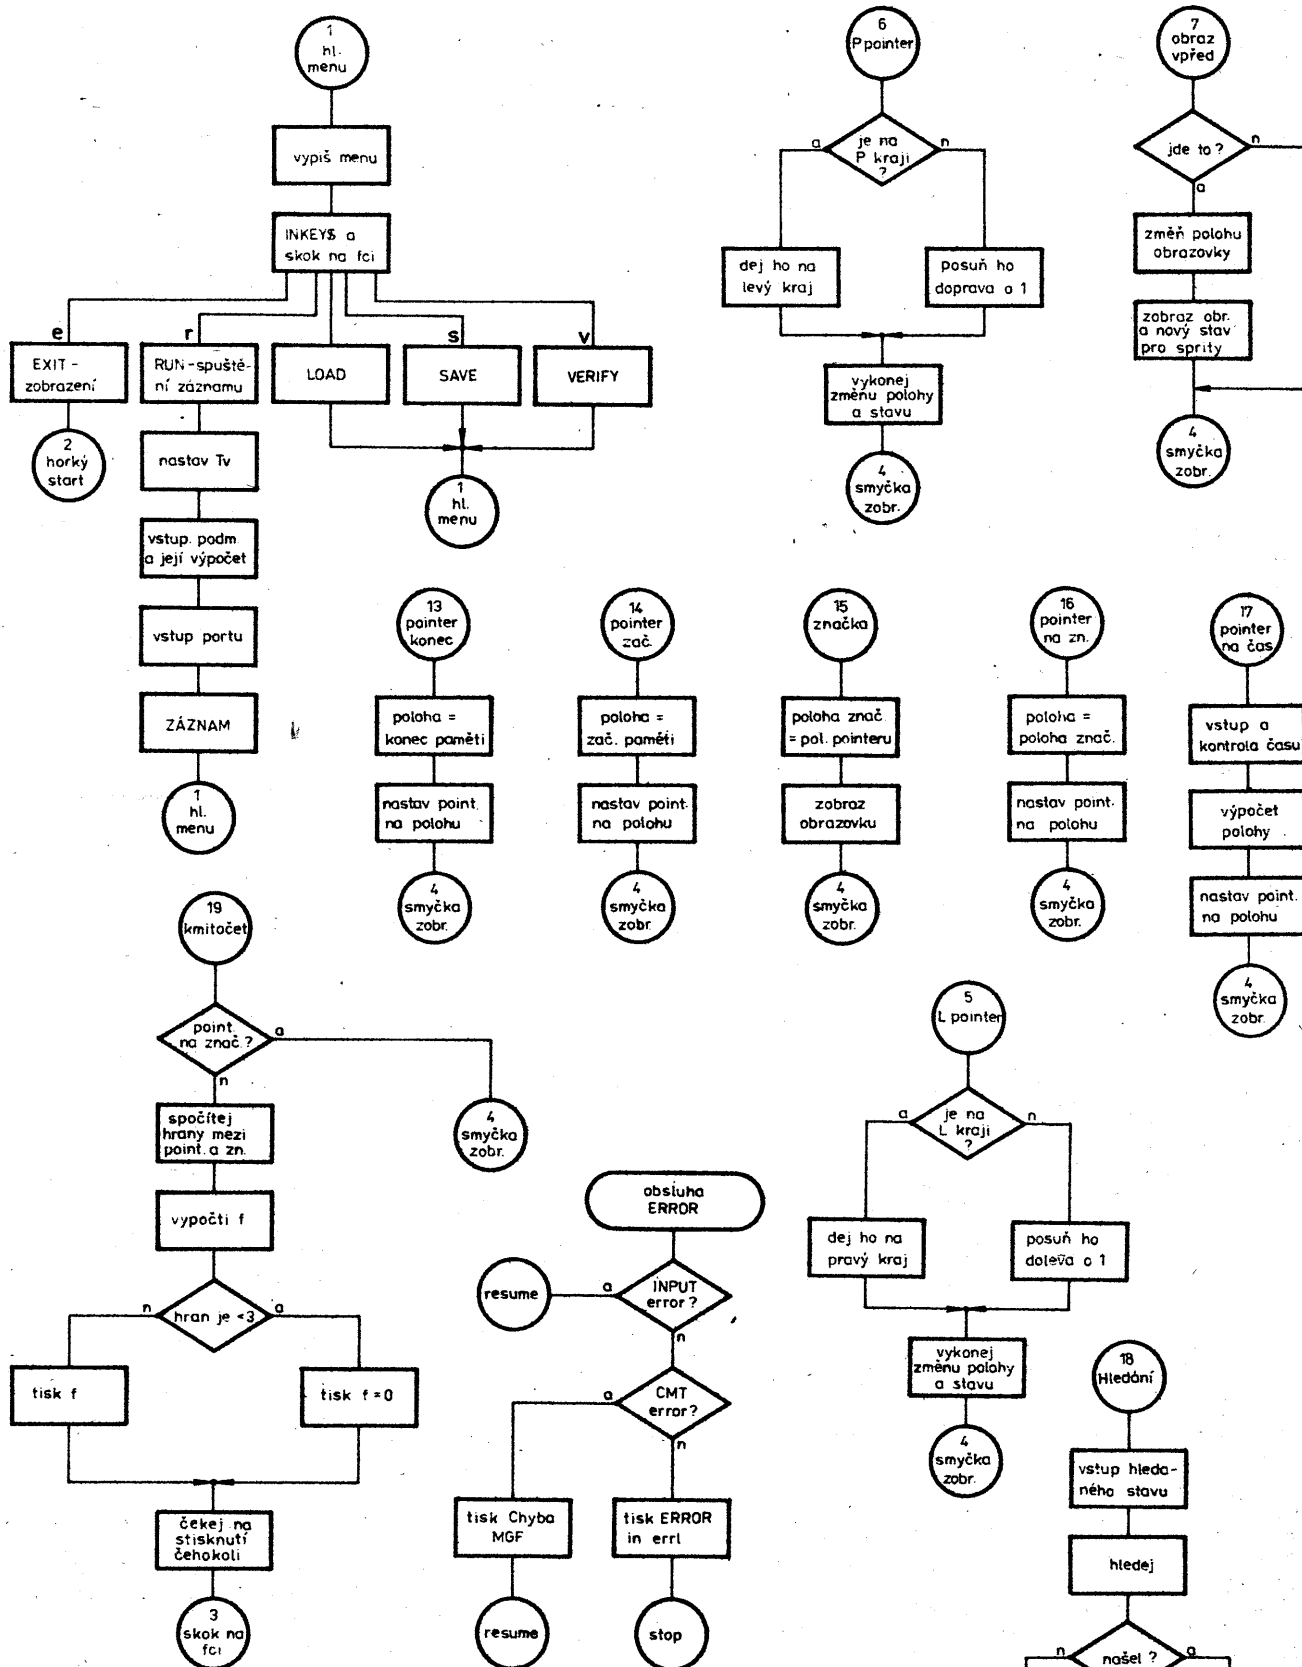 1
hl.
menu
vypiš menu
INKEY$ a
skok na fci
e
r
s
v
EXIT -
zobrazení
RUN-spuště-
ní záznamu
LOAD
SAVE
VERIFY
2
horký
start
nastav Tv
1
hl.
menu
vstup. podm.
a její výpočet
vstup portu
ZÁZNAM
1
hl.
menu
6
P pointer
je na
P kraji
?
a
n
dej ho na
levý kraj
posuň ho
doprava o 1
vykonej
změnu polohy
a stavu
4
smyčka
zobr.
7
obraz
vpřed
jde to ?
n
a
změň polohu
obrazovky
zobraz obr.
a nový stav
pro sprity
4
smyčka
zobr.
13
pointer
konec
poloha =
konec paměti
nastav point.
na polohu
4
smyčka
zobr.
14
pointer
zač.
poloha =
zač. paměti
nastav point.
na polohu
4
smyčka
zobr.
15
značka
poloha znač.
= pol. pointeru
zobraz
obrazovku
4
smyčka
zobr.
16
pointer
na zn.
poloha =
poloha znač.
nastav point.
na polohu
4
smyčka
zobr.
17
pointer
na čas
vstup a
kontrola času
výpočet
polohy
nastav point.
na polohu
4
smyčka
zobr.
19
kmitočet
point.
na znač.?
a
n
4
smyčka
zobr.
spočítej
hrany mezi
point. a zn.
vypočti f
hran je <3
n
a
tisk f
tisk f = 0
čekej na
stisknutí
čehokoli
3
skok na
fci
obsluha
ERROR
INPUT
error?
a
n
resume
CMT
error?
a
n
tisk Chyba
MGF
tisk ERROR
in errl
resume
stop
5
L pointer
je na
L kraji
?
a
n
dej ho na
pravý kraj
posuň ho
doleva o 1
vykonej
změnu polohy
a stavu
4
smyčka
zobr.
18
Hledání
vstup hleda-
ného stavu
hledej
našel ?
n
a